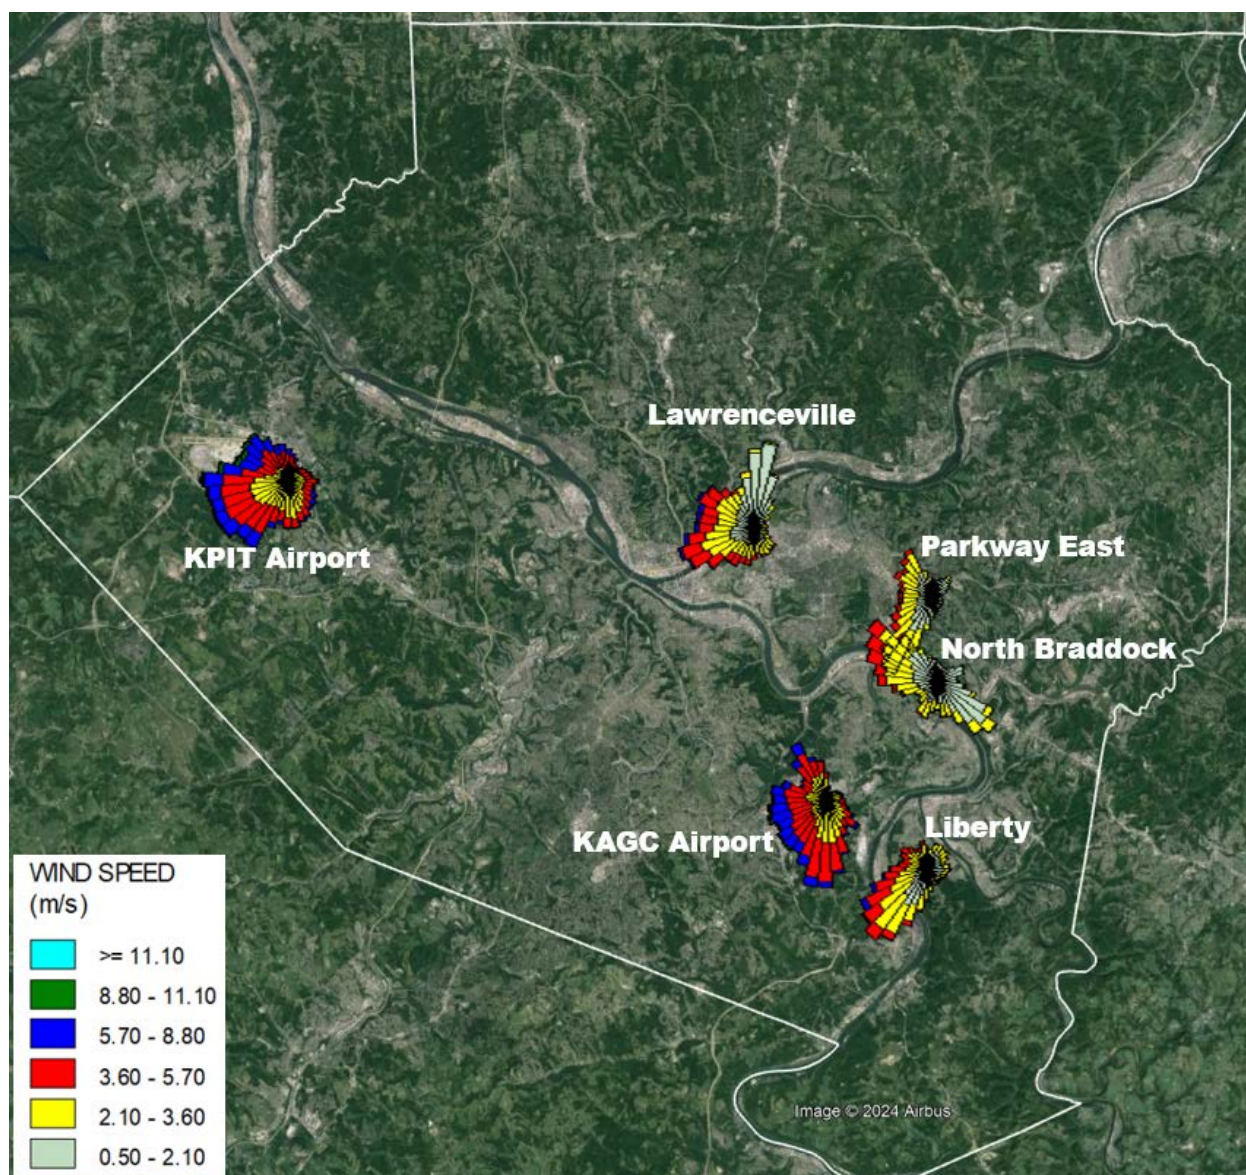 Lawrenceville
Parkway East
KPIT Airport
North Braddock
KAGC Airport
Liberty
WIND SPEED
(m/s)
>= 11.10
8.80 - 11.10
5.70 - 8.80
3.60 - 5.70
2.10 - 3.60
0.50 - 2.10
Image © 2024 Airbus